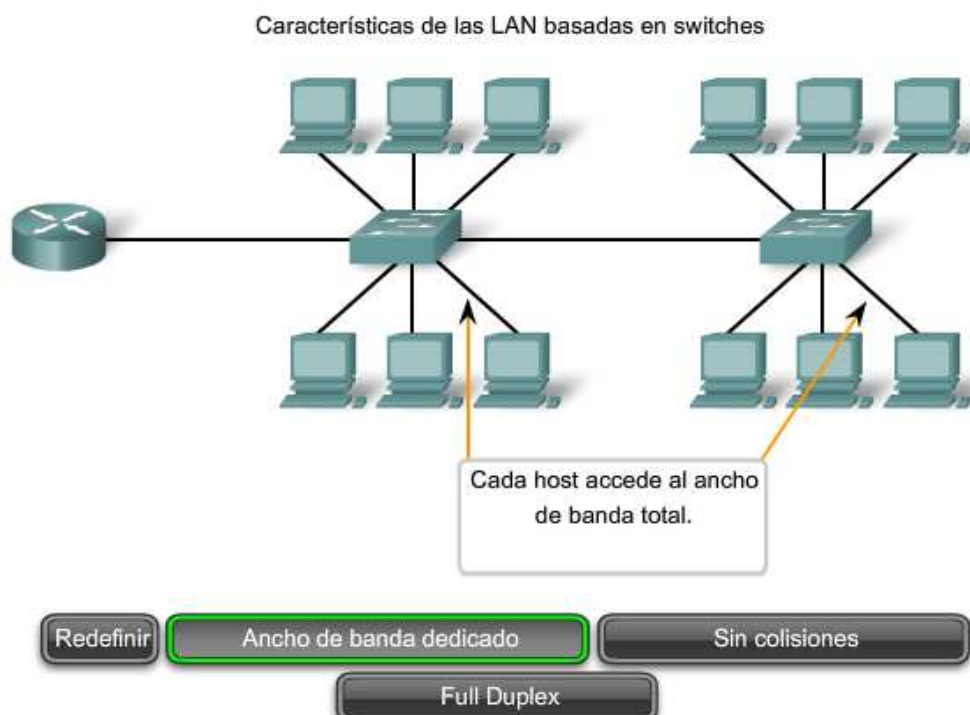 Características de las LAN basadas en switches
Cada host accede al ancho
de banda total.
Redefinir
Ancho de banda dedicado
Sin colisiones
Full Duplex